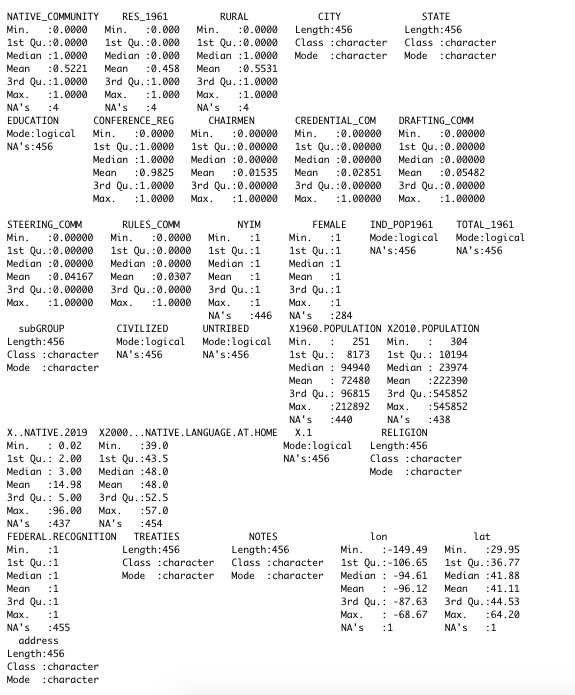 NATIVE_COMMUNITY RES_1961 RURAL CITY STATE
Min. :0.0000 Min. :0.000 Min. :0.0000 Length:456 Length:456
1st Qu.:0.0000 1st Qu.:0.000 1st Qu.:0.0000 Class :character Class :character
Median :1.0000 Median :0.000 Median :1.0000 Mode :character Mode :character
Mean :0.5221 Mean :0.458 Mean :0.5531
3rd Qu.:1.0000 3rd Qu.:1.000 3rd Qu.:1.0000
Max. :1.0000 Max. :1.000 Max. :1.0000
NA's :4 NA's :4 NA's :4
EDUCATION CONFERENCE_REG CHAIRMEN CREDENTIAL_COM DRAFTING_COMM
Mode:logical Min. :0.0000 Min. :0.00000 Min. :0.00000 Min. :0.00000
NA's:456 1st Qu.:1.0000 1st Qu.:0.00000 1st Qu.:0.00000 1st Qu.:0.00000
Median :1.0000 Median :0.00000 Median :0.00000 Median :0.00000
Mean :0.9825 Mean :0.01535 Mean :0.02851 Mean :0.05482
3rd Qu.:1.0000 3rd Qu.:0.00000 3rd Qu.:0.00000 3rd Qu.:0.00000
Max. :1.0000 Max. :1.00000 Max. :1.00000 Max. :1.00000
STEERING_COMM RULES_COMM NYIM FEMALE IND_POP1961 TOTAL_1961
Min. :0.00000 Min. :0.0000 Min. :1 Min. :1 Mode:logical Mode:logical
1st Qu.:0.00000 1st Qu.:0.0000 1st Qu.:1 1st Qu.:1 NA's:456 NA's:456
Median :0.00000 Median :0.0000 Median :1 Median :1
Mean :0.04167 Mean :0.0307 Mean :1 Mean :1
3rd Qu.:0.00000 3rd Qu.:0.0000 3rd Qu.:1 3rd Qu.:1
Max. :1.00000 Max. :1.0000 Max. :1 Max. :1
NA's :446 NA's :284
subGROUP CIVILIZED UNTRIBED X1960.POPULATION X2010.POPULATION
Length:456 Mode:logical Mode:logical Min. : 251 Min. : 304
Class :character NA's:456 NA's:456 1st Qu.: 8173 1st Qu.: 10194
Mode :character Median : 94940 Median : 23974
Mean : 72480 Mean :222390
3rd Qu.: 96815 3rd Qu.:545852
Max. :212892 Max. :545852
NA's :440 NA's :438
X..NATIVE.2019 X2000...NATIVE.LANGUAGE.AT.HOME X.1 RELIGION
Min. : 0.02 Min. :39.0 Mode:logical Length:456
1st Qu.: 2.00 1st Qu.:43.5 NA's:456 Class :character
Median : 3.00 Median :48.0 Mode :character
Mean :14.98 Mean :48.0
3rd Qu.: 5.00 3rd Qu.:52.5
Max. :96.00 Max. :57.0
NA's :437 NA's :454
FEDERAL.RECOGNITION TREATIES NOTES lon lat
Min. :1 Length:456 Length:456 Min. :-149.49 Min. :29.95
1st Qu.:1 Class :character Class :character 1st Qu.:-106.65 1st Qu.:36.77
Median :1 Mode :character Mode :character Median : -94.61 Median :41.88
Mean :1 Mean : -96.12 Mean :41.11
3rd Qu.:1 3rd Qu.: -87.63 3rd Qu.:44.53
Max. :1 Max. : -68.67 Max. :64.20
NA's :455 NA's :1 NA's :1
address
Length:456
Class :character
Mode :character